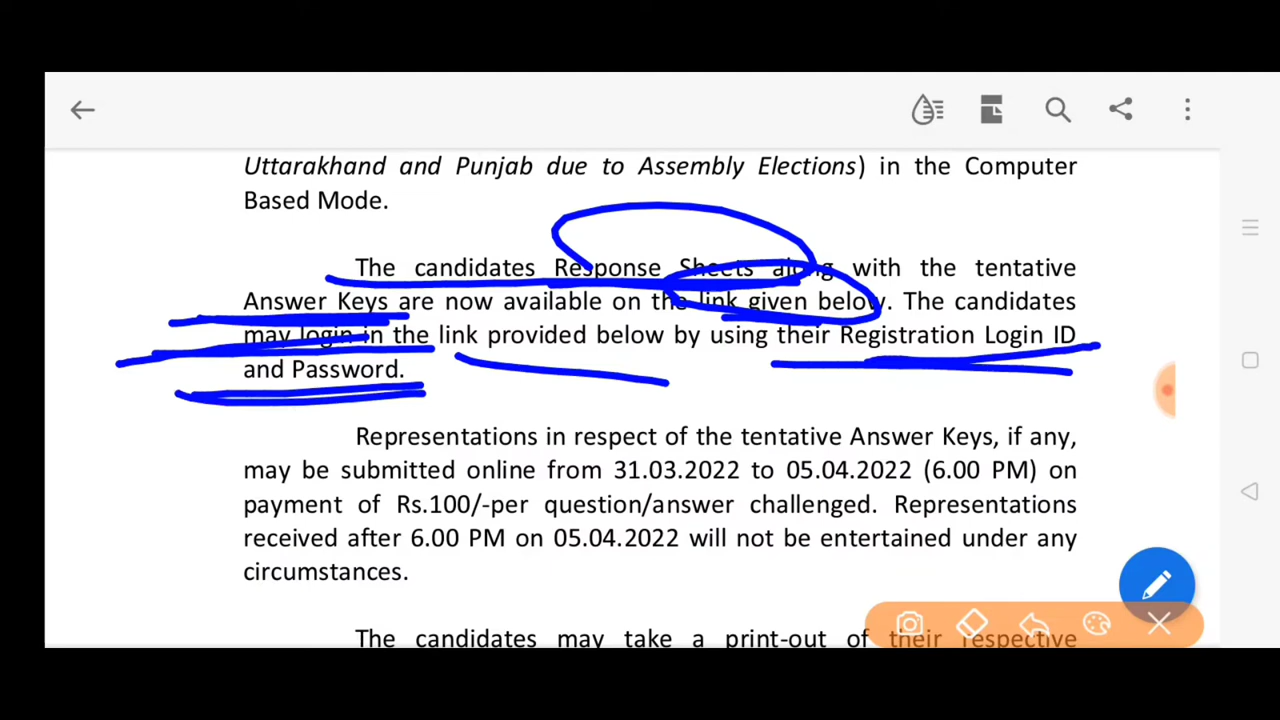 Uttarakhand and Punjab due to Assembly Elections) in the Computer
Based Mode.
The candidates Response Sheets along with the tentative
Answer Keys are now available on the link given below. The candidates
may login in the link provided below by using their Registration Login ID
and Password.
Representations in respect of the tentative Answer Keys, if any,
may be submitted online from 31.03.2022 to 05.04.2022 (6.00 PM) on
payment of Rs.100/-per question/answer challenged. Representations
received after 6.00 PM on 05.04.2022 will not be entertained under any
circumstances.
The candidates may take a print-out of their respective